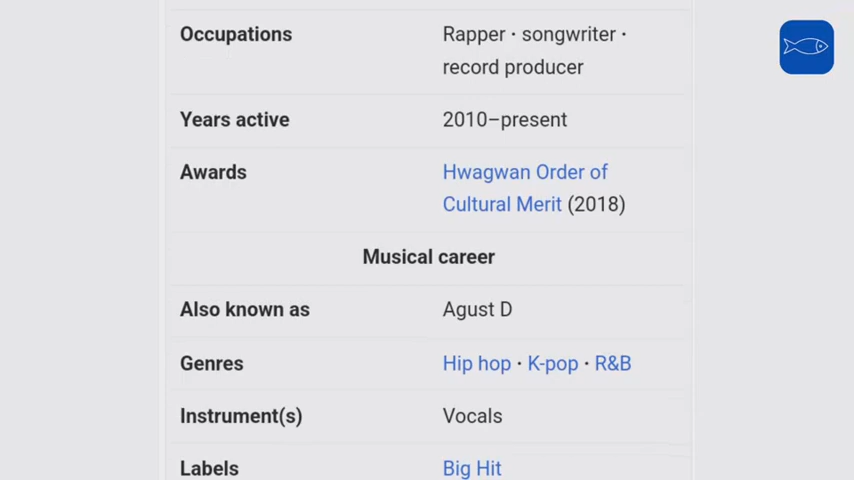 Occupations
Rapper · songwriter ·
record producer
Years active
2010–present
Awards
Hwagwan Order of
Cultural Merit (2018)
Musical career
Also known as
Agust D
Genres
Hip hop · K-pop · R&B
Instrument(s)
Vocals
Labels
Big Hit